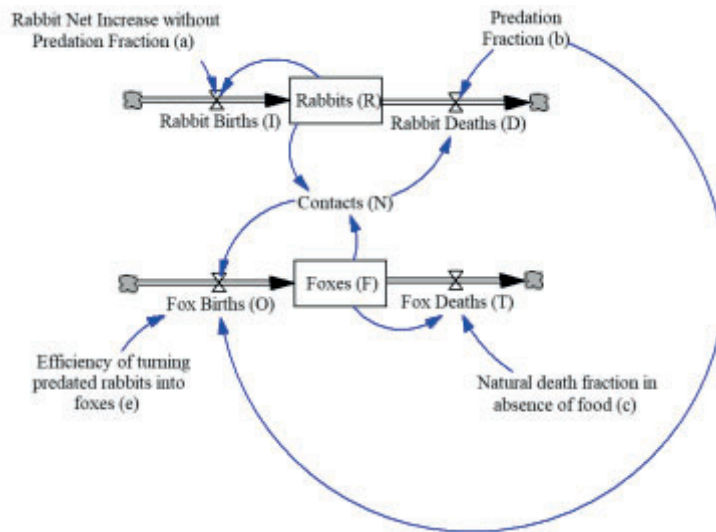 Rabbit Net Increase without
Predation Fraction (a)
Predation
Fraction (b)
Rabbits (R)
Rabbit Births (I)
Rabbit Deaths (D)
Contacts (N)
Foxes (F)
Fox Births (O)
Fox Deaths (T)
Efficiency of turning
predated rabbits into
foxes (e)
Natural death fraction in
absence of food (c)